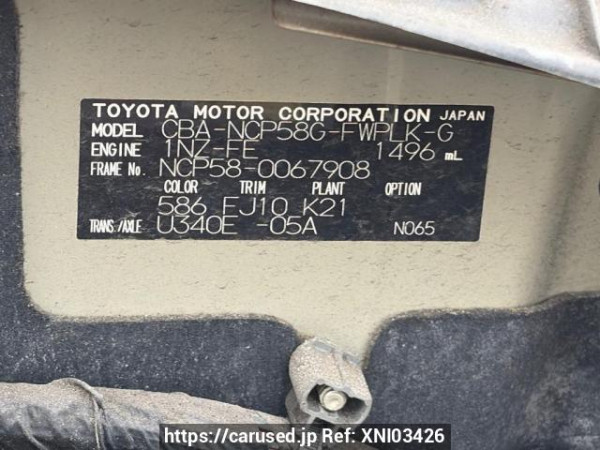 TOYOTA MOTOR CORPORATION JAPAN
MODEL CBA-NCP58G-FWPLK-G
ENGINE 1NZ-FE 1496 mL
FRAME No. NCP58-0067908
COLOR TRIM PLANT OPTION
586 FJ10 K21
TRANS./AXLE U340E -05A N065
https://carused.jp Ref: XNI03426